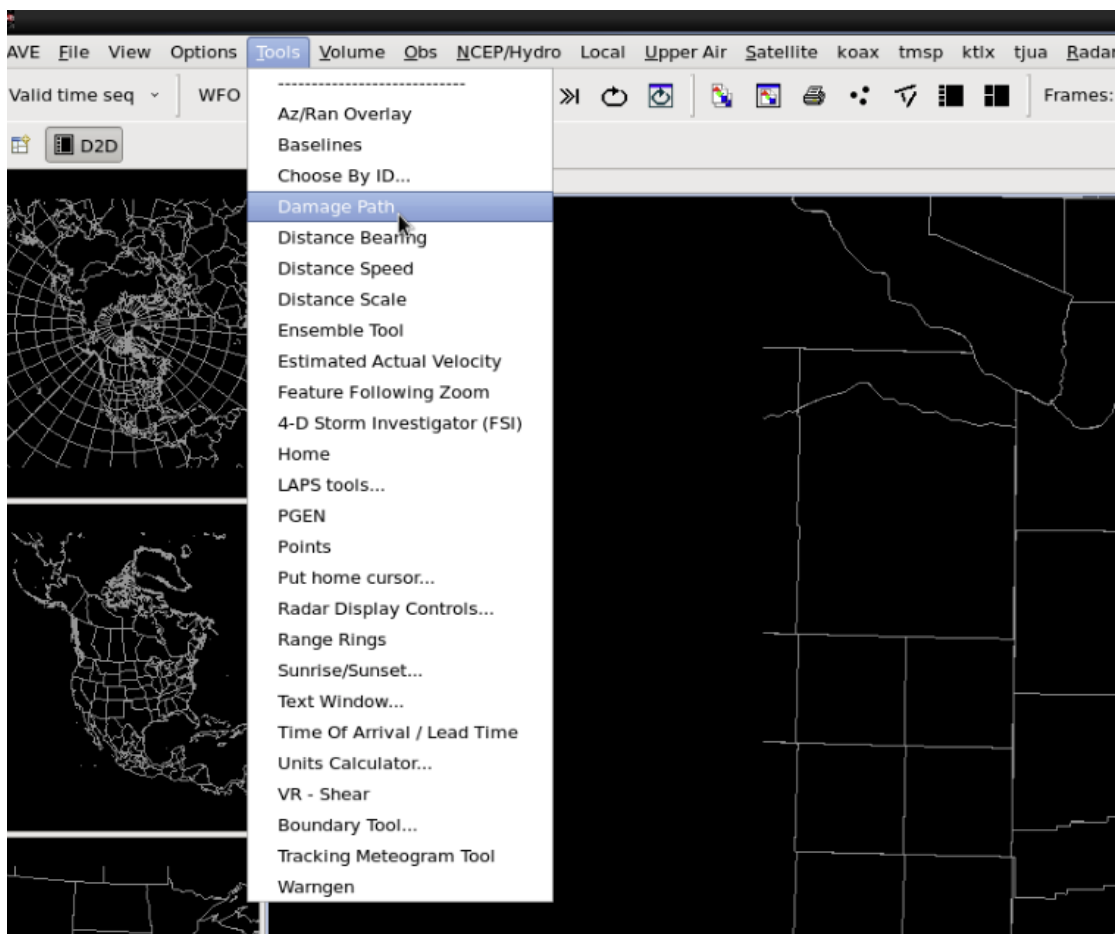 AVE File View Options Tools Volume Obs NCEP/Hydro Local Upper Air Satellite koax tmsp ktlx tjua Radar
Valid time seq WFO Frames:
D2D
----------------------------
Az/Ran Overlay
Baselines
Choose By ID...
Damage Path
Distance Bearing
Distance Speed
Distance Scale
Ensemble Tool
Estimated Actual Velocity
Feature Following Zoom
4-D Storm Investigator (FSI)
Home
LAPS tools...
PGEN
Points
Put home cursor...
Radar Display Controls...
Range Rings
Sunrise/Sunset...
Text Window...
Time Of Arrival / Lead Time
Units Calculator...
VR - Shear
Boundary Tool...
Tracking Meteogram Tool
Warngen